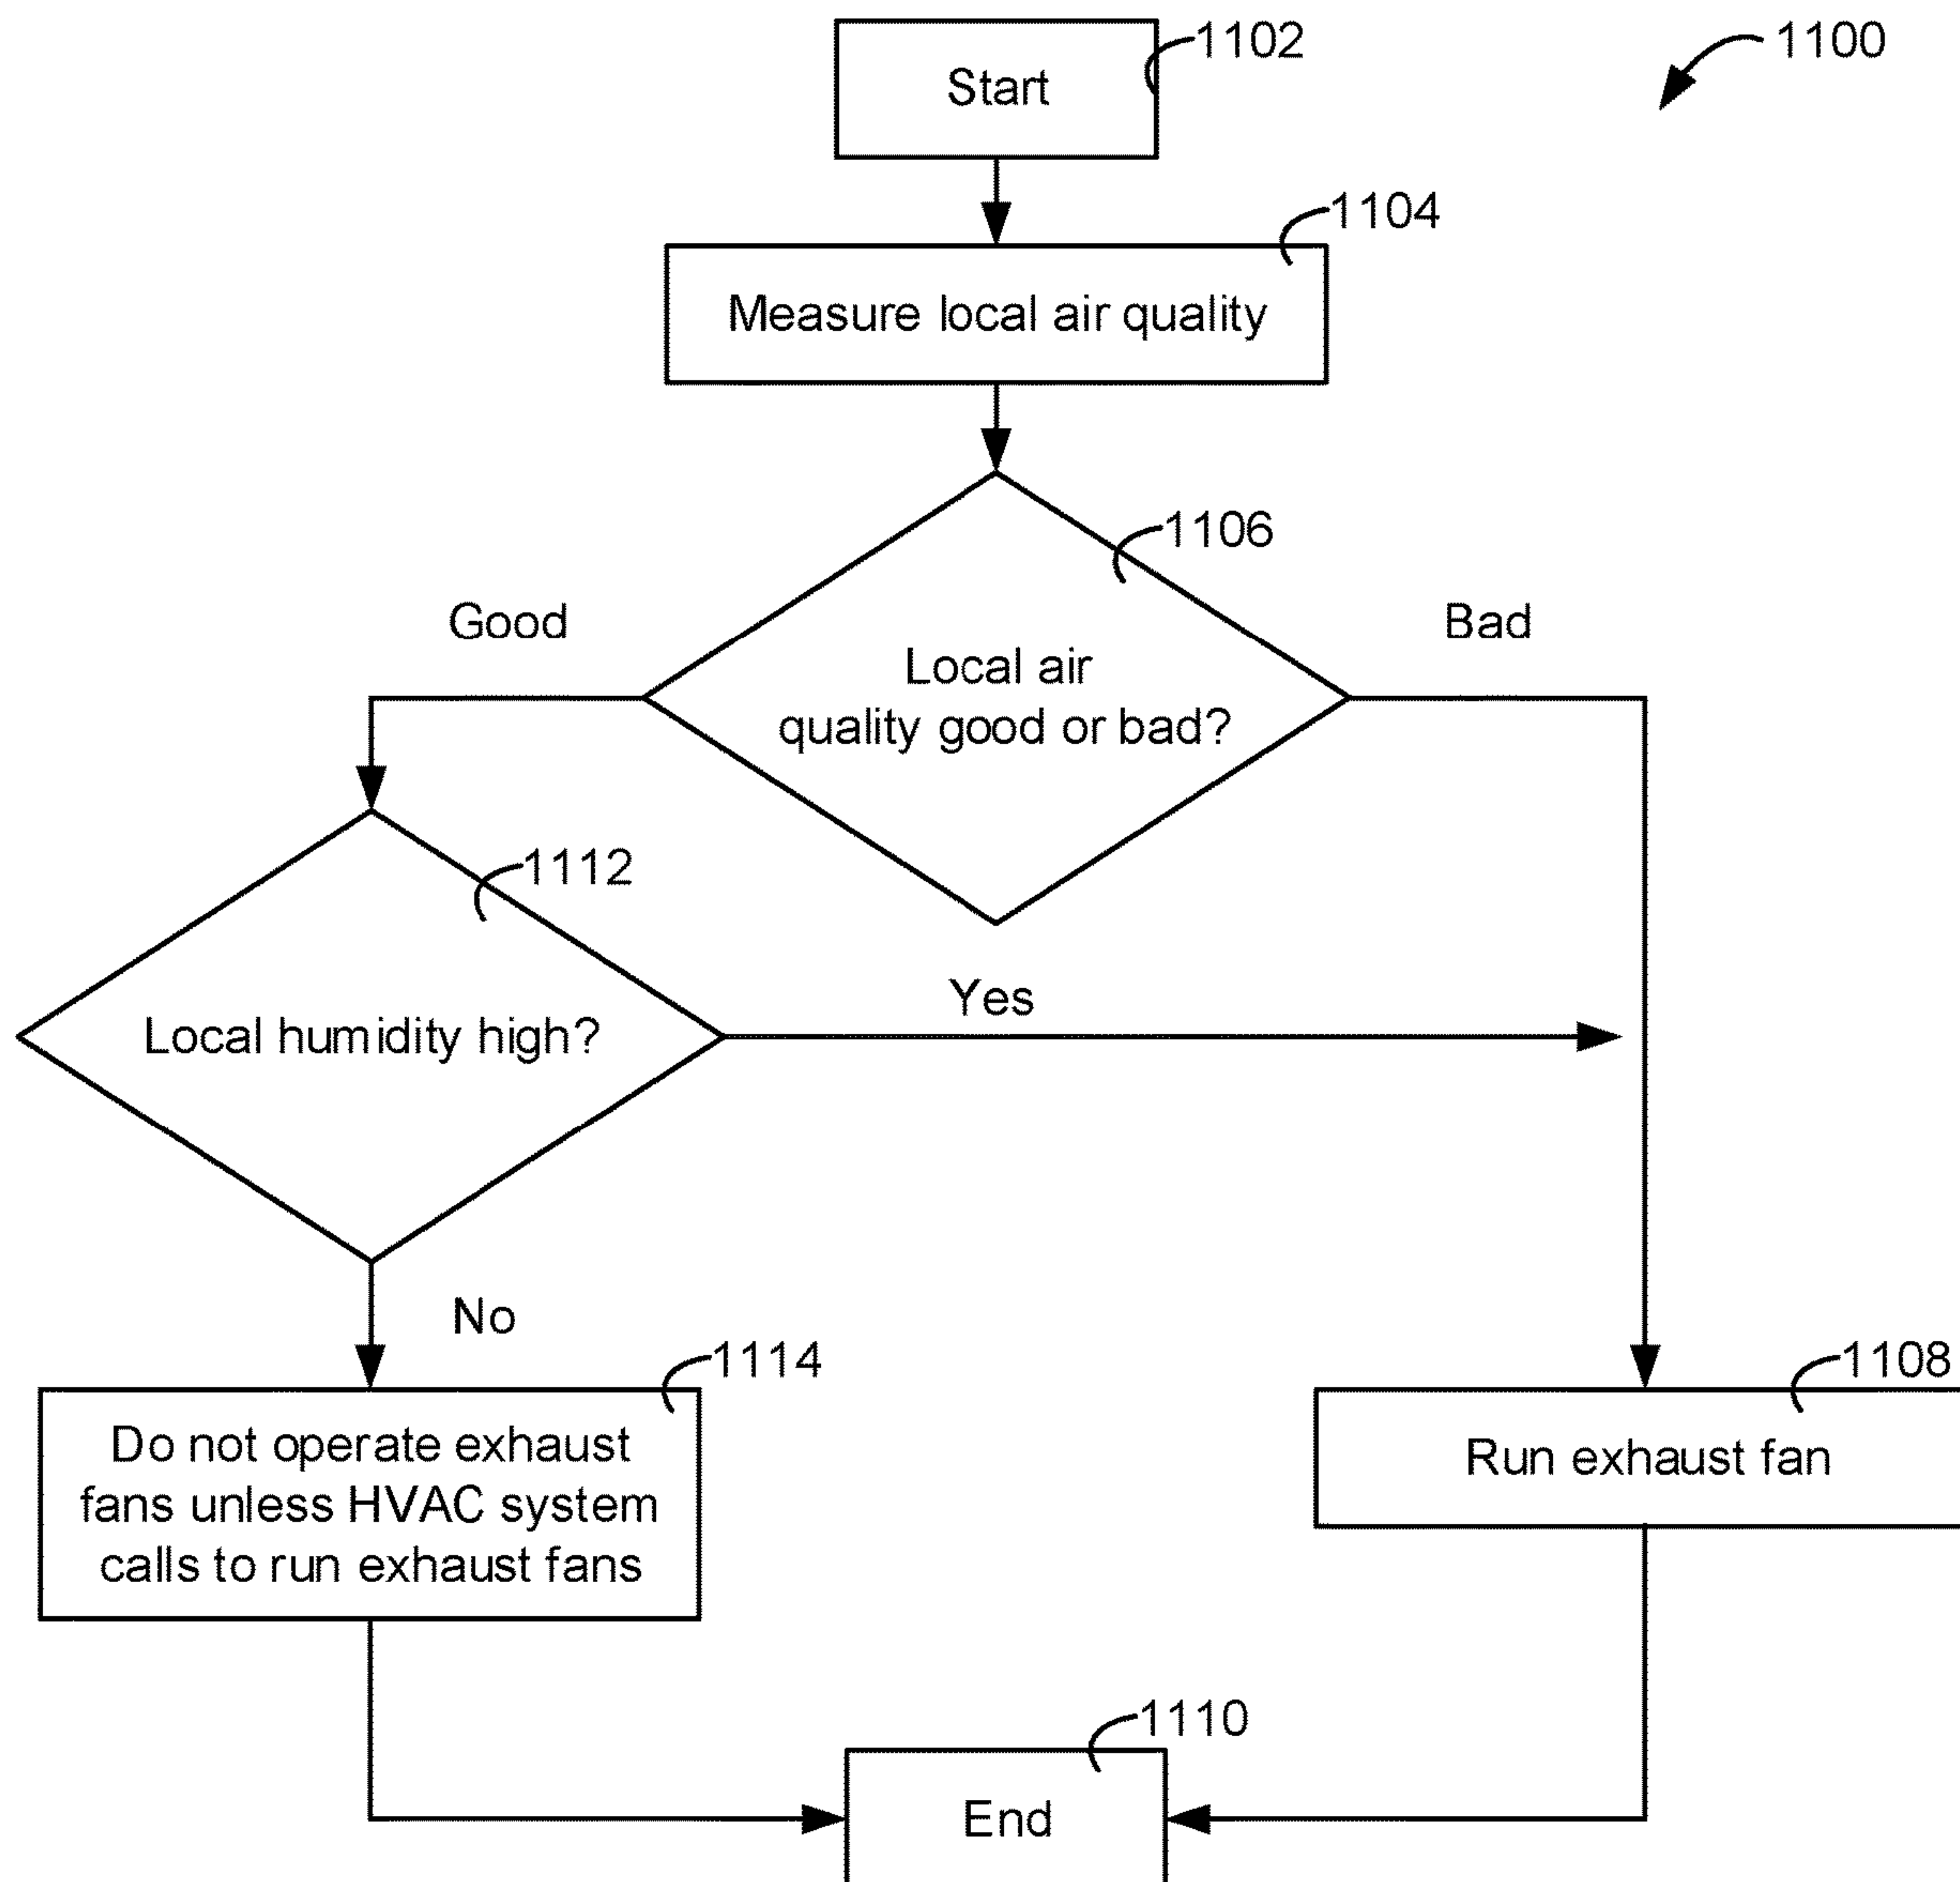 1102
1100
Start
1104
Measure local air quality
1106
Good
Bad
Local air
quality good or bad?
1112
Yes
Local humidity high?
No
1114
1108
Do not operate exhaust
fans unless HVAC system
calls to run exhaust fans
Run exhaust fan
1110
End